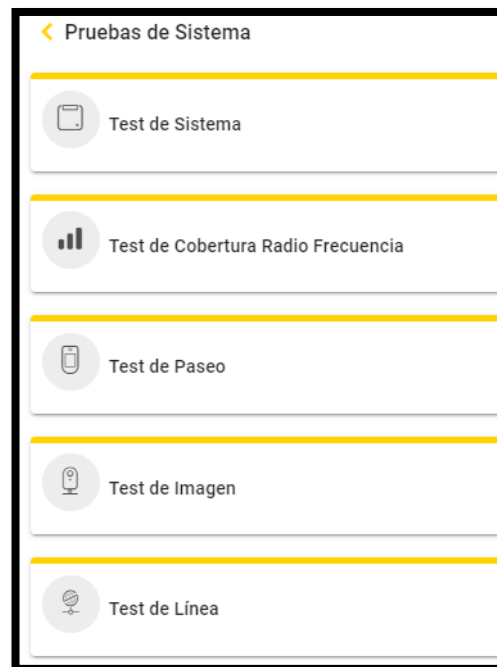 Pruebas de Sistema
Test de Sistema
Test de Cobertura Radio Frecuencia
Test de Paseo
Test de Imagen
Test de Línea